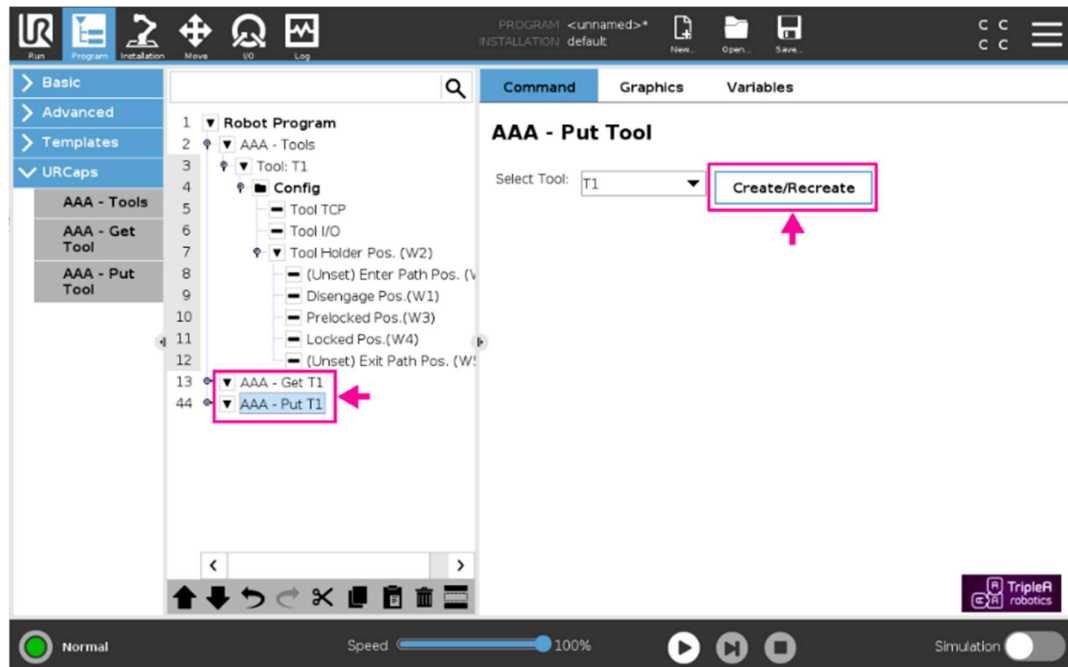 UR
Run
Program
Installation
Move
I/O
Log
PROGRAM <unnamed>*
INSTALLATION default
New...
Open...
Save...
C C
C C
Basic
Advanced
Templates
URCaps
AAA - Tools
AAA - Get
Tool
AAA - Put
Tool
1 Robot Program
2 AAA - Tools
3 Tool: T1
4 Config
5 Tool TCP
6 Tool I/O
7 Tool Holder Pos. (W2)
8 (Unset) Enter Path Pos. (
9 Disengage Pos.(W1)
10 Prelocked Pos.(W3)
11 Locked Pos.(W4)
12 (Unset) Exit Path Pos. (W
13 AAA - Get T1
44 AAA - Put T1
Command Graphics Variables
AAA - Put Tool
Select Tool: T1 Create/Recreate
TripleA
robotics
Normal
Speed 100%
Simulation